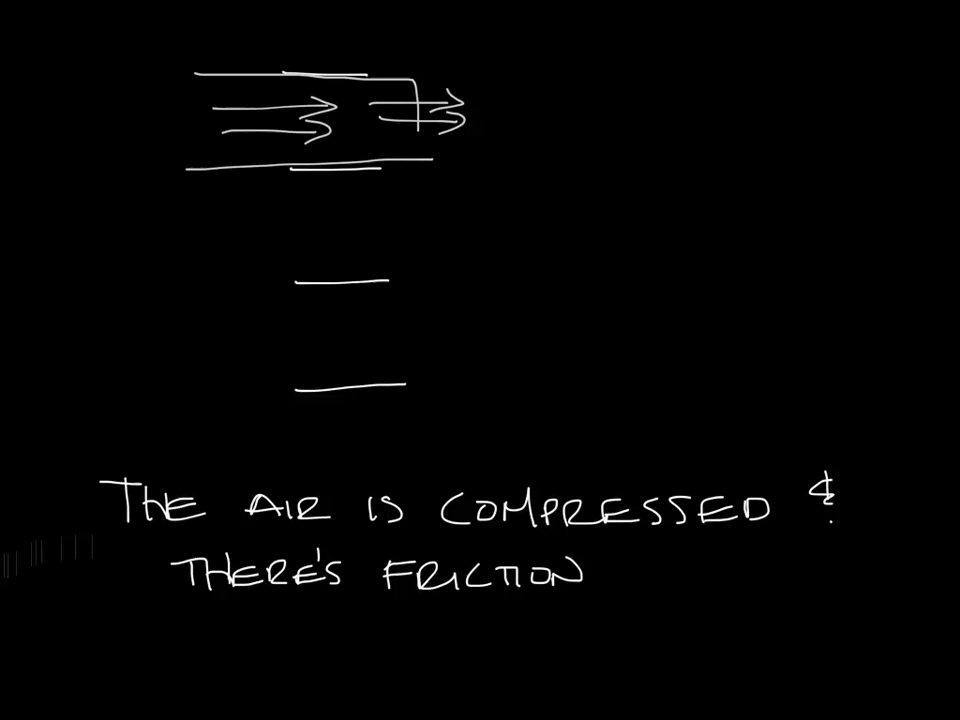 THE AIR IS COMPRESSED &
THERE'S FRICTION